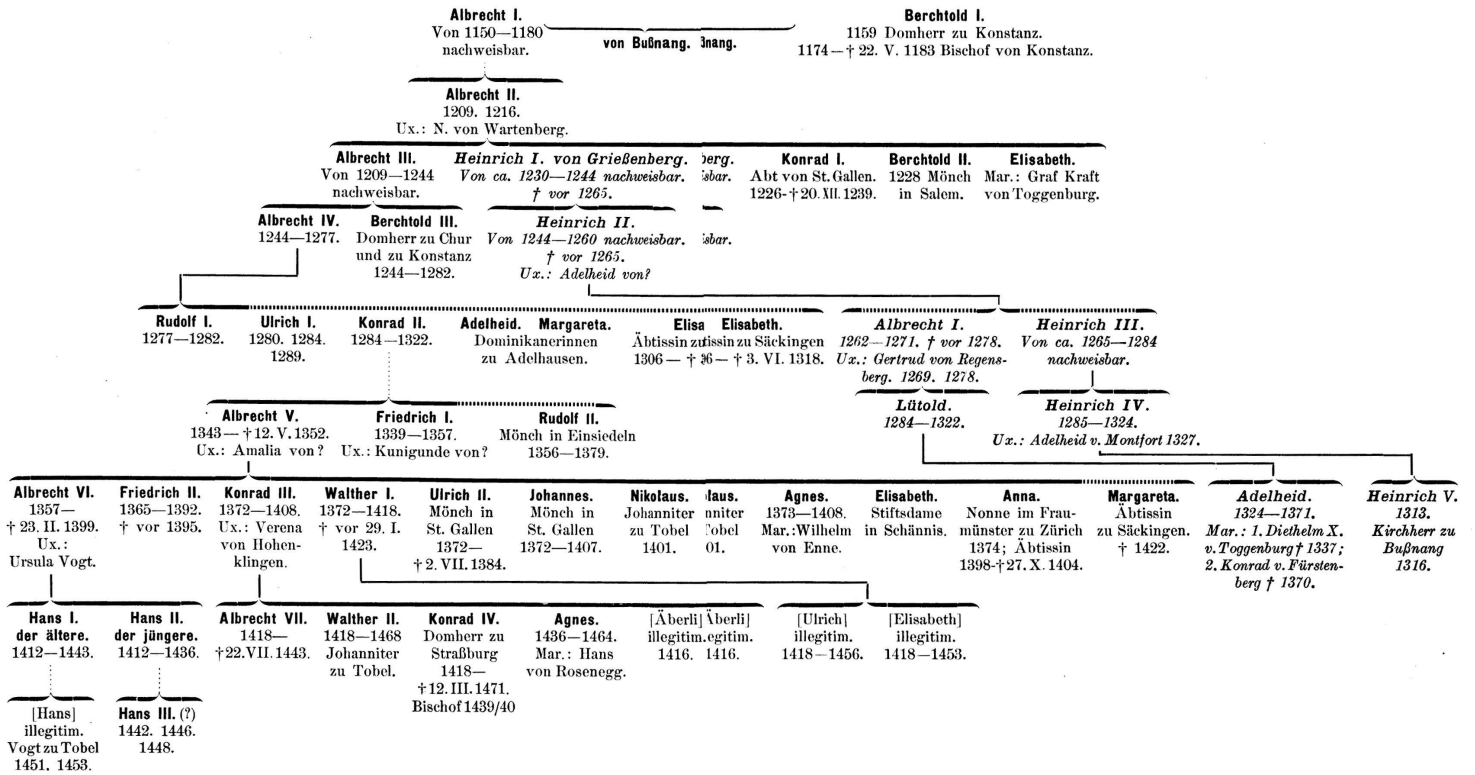 Albrecht I.
Von 1150—1180
nachweisbar.
von Bußnang. ßnang.
Berchtold I.
1159 Domherr zu Konstanz.
1174—† 22. V. 1183 Bischof von Konstanz.
Albrecht II.
1209. 1216.
Ux.: N. von Wartenberg.
Albrecht III.
Von 1209—1244
nachweisbar.
Heinrich I. von Grießenberg. berg.
Von ca. 1230—1244 nachweisbar. isbar.
† vor 1265.
Konrad I.
Abt von St. Gallen.
1226-†20.XII.1239.
Berchtold II.
1228 Mönch
in Salem.
Elisabeth.
Mar.: Graf Kraft
von Toggenburg.
Albrecht IV.
1244—1277.
Berchtold III.
Domherr zu Chur
und zu Konstanz
1244—1282.
Heinrich II.
Von 1244—1260 nachweisbar. isbar.
† vor 1265.
Ux.: Adelheid von?
Rudolf I.
1277—1282.
Ulrich I.
1280. 1284.
1289.
Konrad II.
1284—1322.
Adelheid. Margareta.
Dominikanerinnen
zu Adelhausen.
Elisa Elisabeth.
Äbtissin zutissin zu Säckingen
1306 — † 36 — † 3. VI. 1318.
Albrecht I.
1262—1271. † vor 1278.
Ux.: Gertrud von Regens-
berg. 1269. 1278.
Heinrich III.
Von ca. 1265—1284
nachweisbar.
Albrecht V.
1343— †12. V. 1352.
Ux.: Amalia von?
Friedrich I.
1339—1357.
Ux.: Kunigunde von?
Rudolf II.
Mönch in Einsiedeln
1356—1379.
Lütold.
1284—1322.
Heinrich IV.
1285—1324.
Ux.: Adelheid v. Montfort 1327.
Albrecht VI.
1357—
† 23. II. 1399.
Ux.:
Ursula Vogt.
Friedrich II.
1365—1392.
† vor 1395.
Konrad III.
1372—1408.
Ux.: Verena
von Hohen-
klingen.
Walther I.
1372—1418.
† vor 29. I.
1423.
Ulrich II.
Mönch in
St. Gallen
1372—
†2. VII. 1384.
Johannes.
Mönch in
St. Gallen
1372—1407.
Nikolaus. laus.
Johanniter nniter
zu Tobel Tobel
1401. 01.
Agnes.
1373—1408.
Mar.:Wilhelm
von Enne.
Elisabeth.
Stiftsdame
in Schännis.
Anna.
Nonne im Frau-
münster zu Zürich
1374; Äbtissin
1398-†27. X. 1404.
Margareta.
Äbtissin
zu Säckingen.
† 1422.
Adelheid.
1324—1371.
Mar.: 1. Diethelm X.
v. Toggenburg † 1337;
2. Konrad v. Fürsten-
berg † 1370.
Heinrich V.
1313.
Kirchherr zu
Bußnang
1316.
Hans I.
der ältere.
1412—1443.
Hans II.
der jüngere.
1412—1436.
Albrecht VII.
1418—
†22.VII. 1443.
Walther II.
1418—1468
Johanniter
zu Tobel.
Konrad IV.
Domherr zu
Straßburg
1418—
†12. III. 1471.
Bischof 1439/40
Agnes.
1436—1464.
Mar.: Hans
von Rosenegg.
[Äberli] Äberli]
illegitim. egitim.
1416. 1416.
[Ulrich]
illegitim.
1418—1456.
[Elisabeth]
illegitim.
1418—1453.
[Hans]
illegitim.
Vogt zu Tobel
1451. 1453.
Hans III. (?)
1442. 1446.
1448.